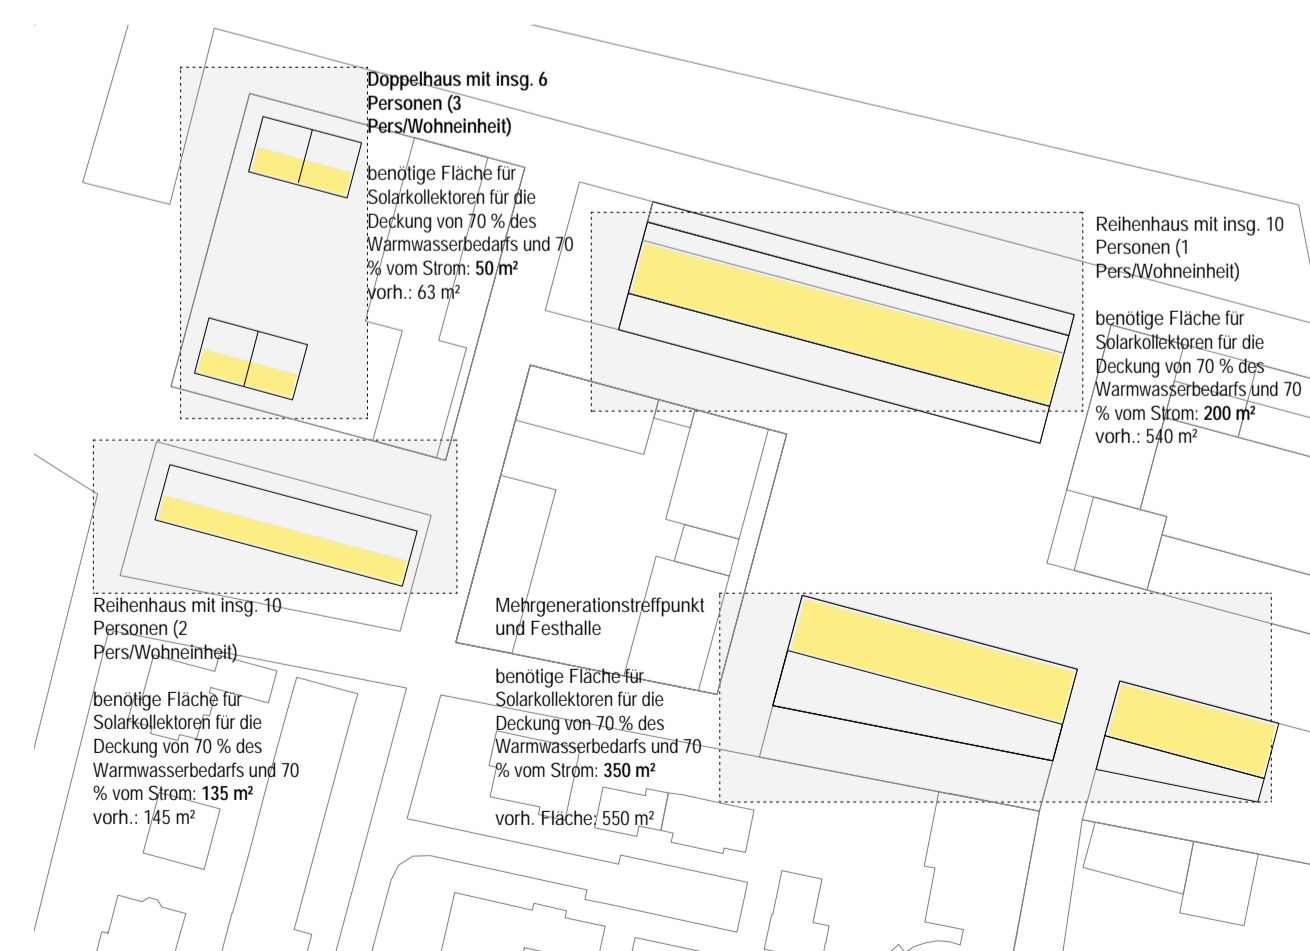 Doppelhaus mit insg. 6
Personen (3
Pers/Wohneinheit)
benötige Fläche für
Solarkollektoren für die
Deckung von 70 % des
Warmwasserbedarfs und 70
% vom Strom: 50 m²
vorh.: 63 m²
Reihenhaus mit insg. 10
Personen (1
Pers/Wohneinheit)
benötige Fläche für
Solarkollektoren für die
Deckung von 70 % des
Warmwasserbedarfs und 70
% vom Strom: 200 m²
vorh.: 540 m²
Reihenhaus mit insg. 10
Personen (2
Pers/Wohneinheit)
benötige Fläche für
Solarkollektoren für die
Deckung von 70 % des
Warmwasserbedarfs und 70
% vom Strom: 135 m²
vorh.: 145 m²
Mehrgenerationstreffpunkt
und Festhalle
benötige Fläche für
Solarkollektoren für die
Deckung von 70 % des
Warmwasserbedarfs und 70
% vom Strom: 350 m²
vorh. Fläche: 550 m²